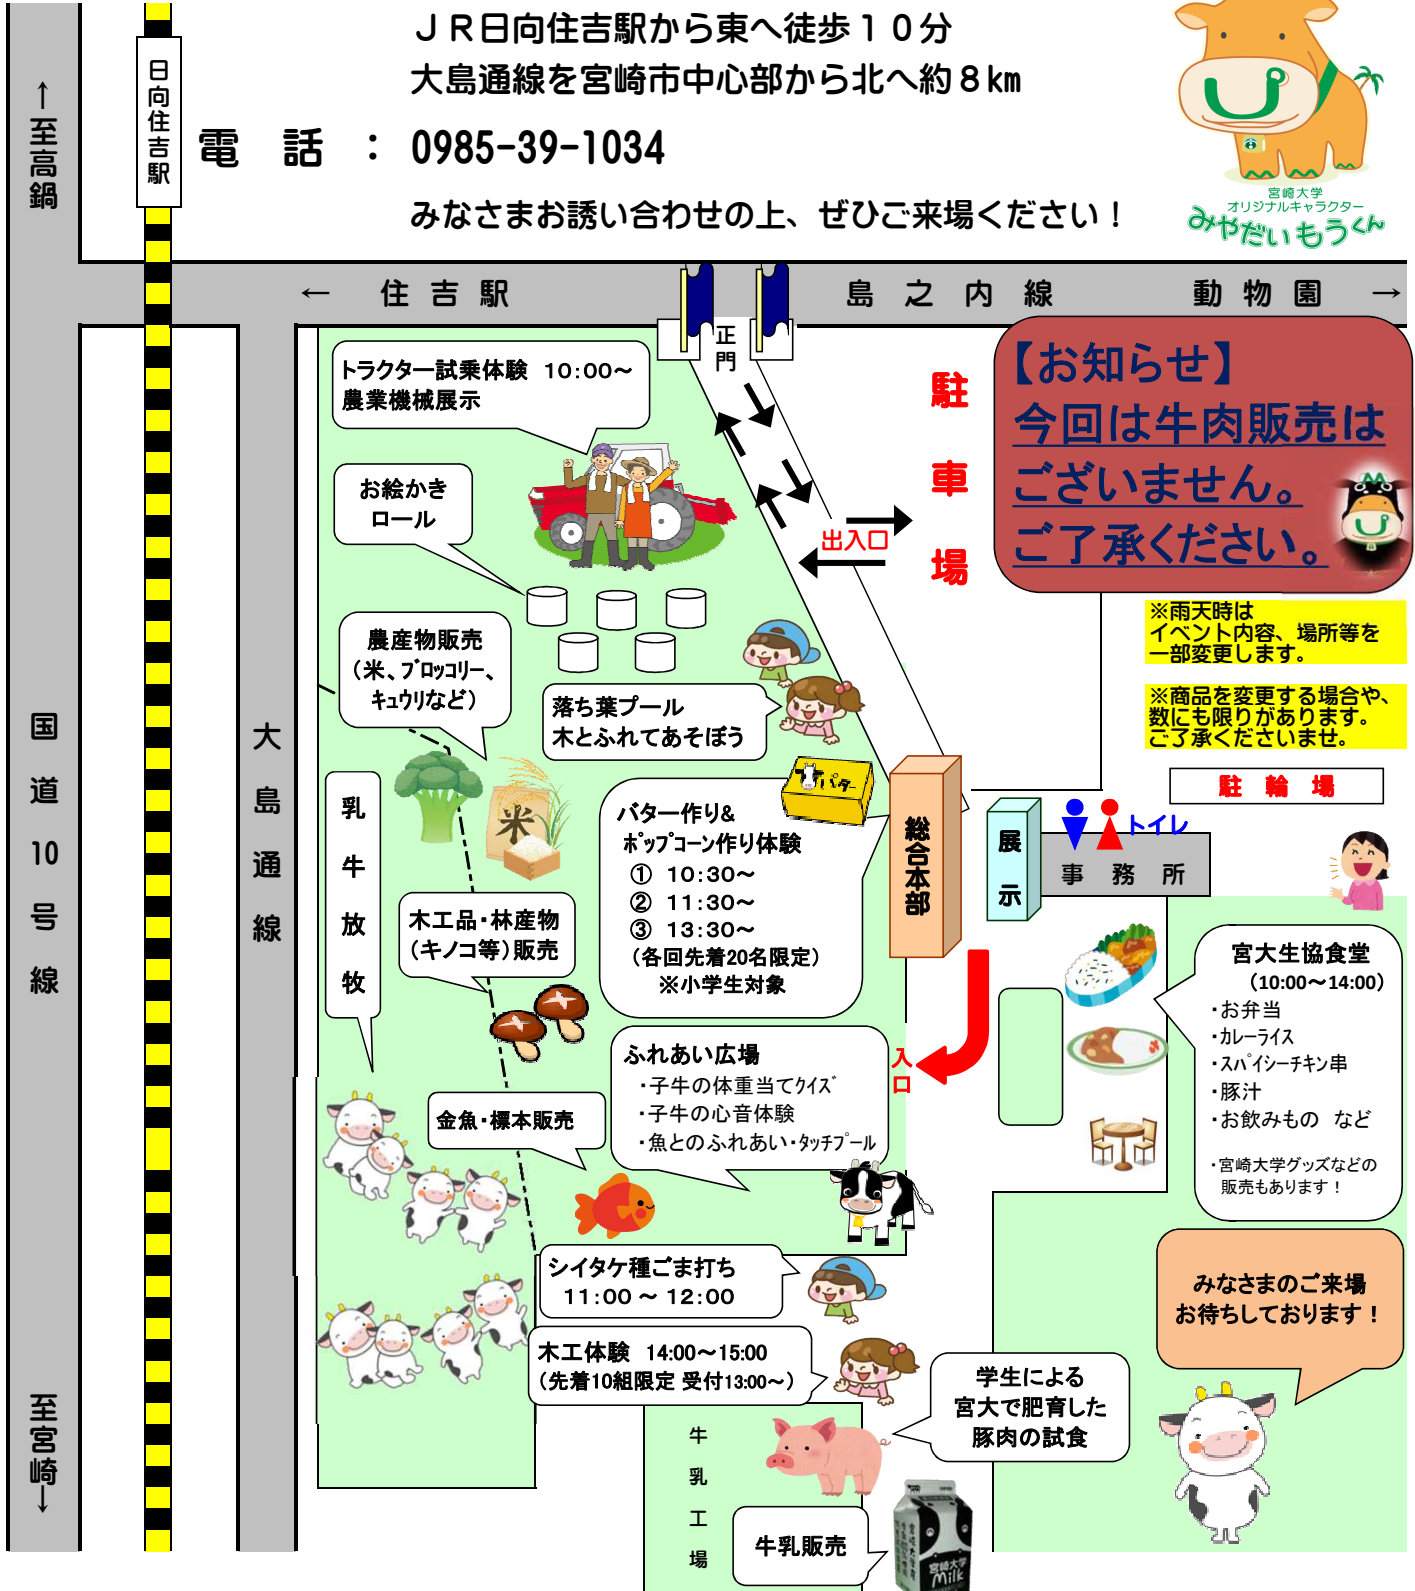 ＪＲ日向住吉駅から東へ徒歩１０分
大島通線を宮崎市中心部から北へ約８㎞
電　話　：　0985-39-1034
みなさまお誘い合わせの上、ぜひご来場ください！
宮崎大学
オリジナルキャラクター
みやだいもうくん
←至高鍋
日向住吉駅
国道10号線
至宮崎→
大島通線
←　住吉駅　島之内線　動物園　→
正門
トラクター試乗体験　10:00～
農業機械展示
お絵かき
ロール
農産物販売
（米、ブロッコリー、
キュウリなど）
落ち葉プール
木とふれてあそぼう
駐車場
出入口
【お知らせ】
今回は牛肉販売は
ございません。
ご了承ください。
※雨天時は
イベント内容、場所等を
一部変更します。
※商品を変更する場合や、
数にも限りがあります。
ご了承くださいませ。
駐輪場
乳牛放牧
米
バター
バター作り&
ポップコーン作り体験
① 10:30～
② 11:30～
③ 13:30～
（各回先着20名限定）
※小学生対象
総合本部
展示
トイレ
事務所
木工品・林産物
（キノコ等）販売
宮大生協食堂
（10:00～14:00）
・お弁当
・カレーライス
・スパイシーチキン串
・豚汁
・お飲みもの　など
・宮崎大学グッズなどの
販売もあります！
ふれあい広場
・子牛の体重当てクイズ
・子牛の心音体験
・魚とのふれあい・タッチプール
入口
金魚・標本販売
シイタケ種ごま打ち
11:00 ～ 12:00
木工体験　14:00～15:00
（先着10組限定 受付13:00～）
みなさまのご来場
お待ちしております！
学生による
宮大で肥育した
豚肉の試食
牛乳工場
牛乳販売
宮崎大学
Milk